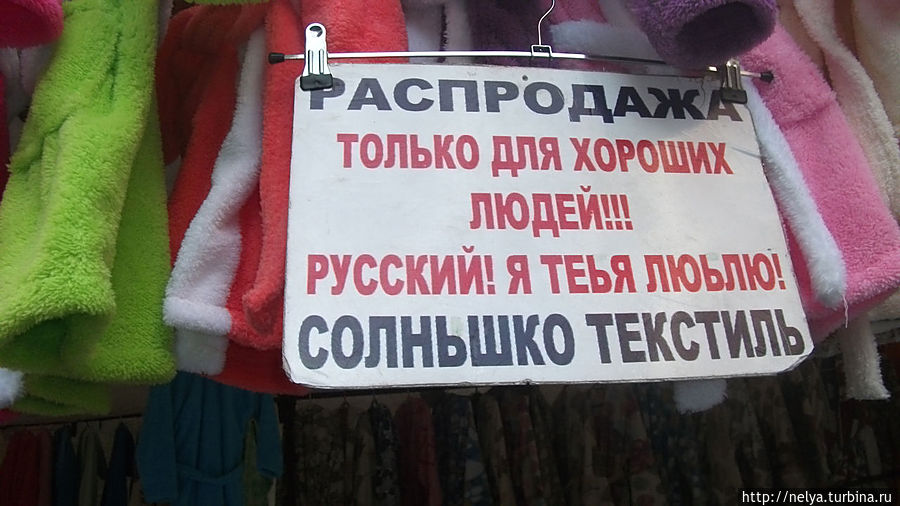 РАСПРОДАЖА
ТОЛЬКО ДЛЯ ХОРОШИХ
ЛЮДЕЙ!!!
РУССКИЙ! Я ТЕЬЯ ЛЮЬЛЮ!
СОЛНЬШКО ТЕКСТИЛЬ
http://nelya.turbina.ru